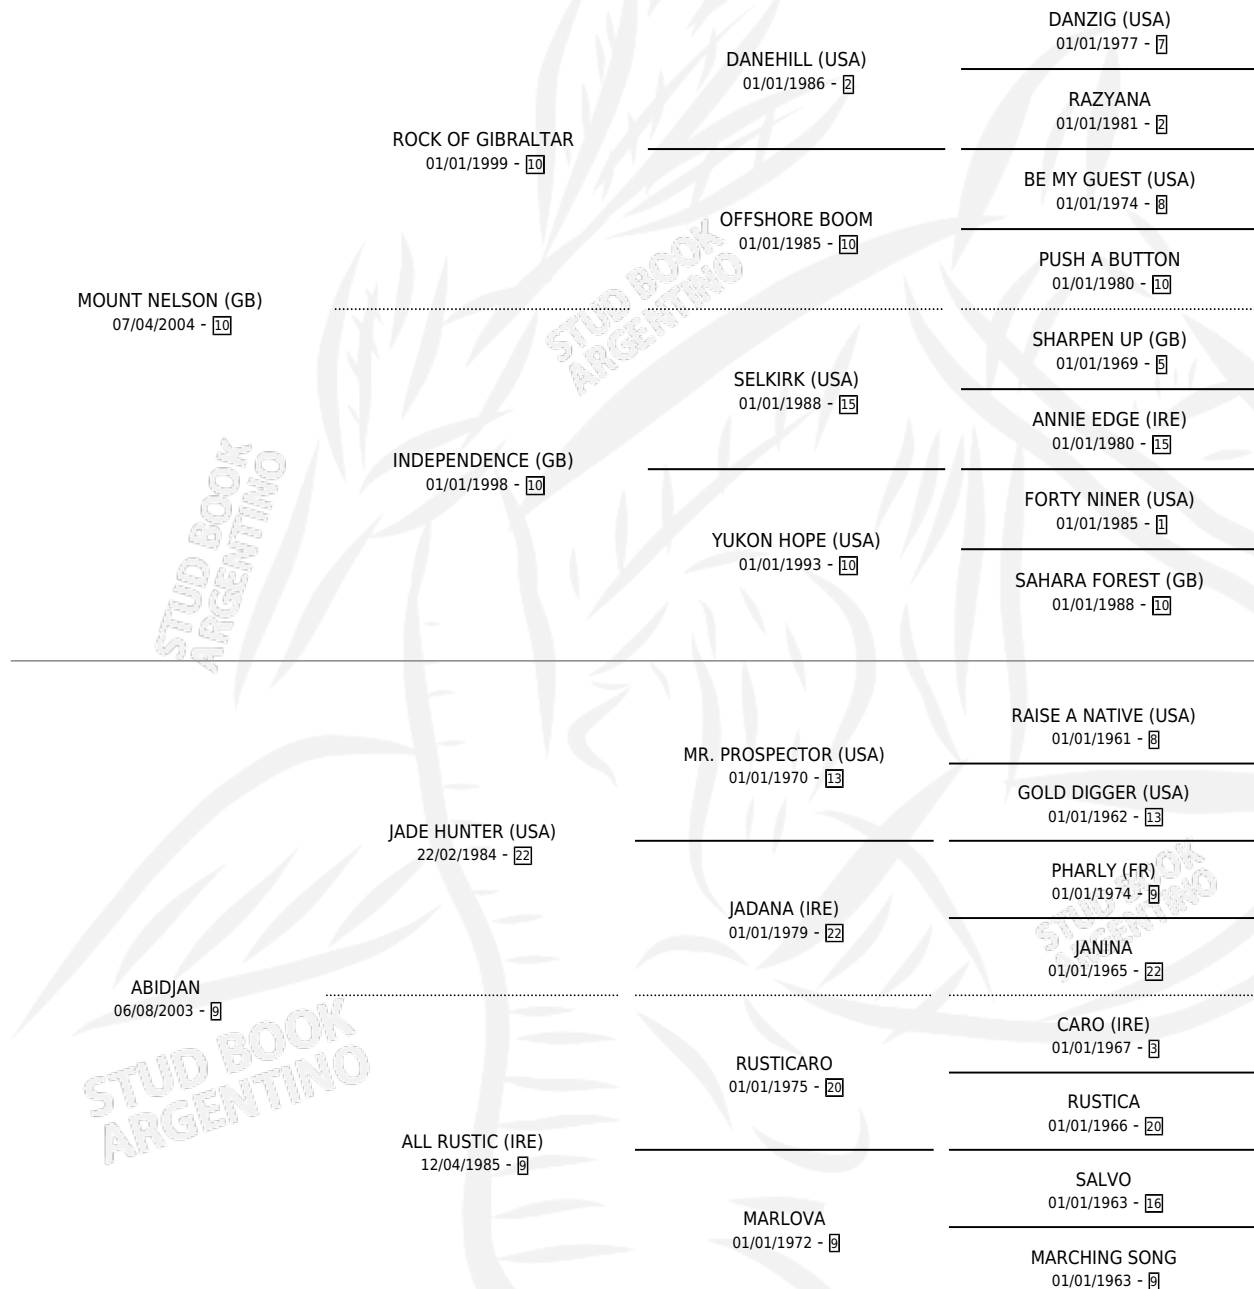 DANZIG (USA)
01/01/1977 - 7
DANEHILL (USA)
01/01/1986 - 2
RAZYANA
01/01/1981 - 2
ROCK OF GIBRALTAR
01/01/1999 - 10
BE MY GUEST (USA)
01/01/1974 - 8
OFFSHORE BOOM
01/01/1985 - 10
PUSH A BUTTON
01/01/1980 - 10
MOUNT NELSON (GB)
07/04/2004 - 10
SHARPEN UP (GB)
01/01/1969 - 5
SELKIRK (USA)
01/01/1988 - 15
ANNIE EDGE (IRE)
01/01/1980 - 15
INDEPENDENCE (GB)
01/01/1998 - 10
FORTY NINER (USA)
01/01/1985 - 1
YUKON HOPE (USA)
01/01/1993 - 10
SAHARA FOREST (GB)
01/01/1988 - 10
RAISE A NATIVE (USA)
01/01/1961 - 8
MR. PROSPECTOR (USA)
01/01/1970 - 13
GOLD DIGGER (USA)
01/01/1962 - 13
JADE HUNTER (USA)
22/02/1984 - 22
PHARLY (FR)
01/01/1974 - 9
JADANA (IRE)
01/01/1979 - 22
JANINA
01/01/1965 - 22
ABIDJAN
06/08/2003 - 9
CARO (IRE)
01/01/1967 - 3
RUSTICARO
01/01/1975 - 20
RUSTICA
01/01/1966 - 20
ALL RUSTIC (IRE)
12/04/1985 - 9
SALVO
01/01/1963 - 16
MARLOVA
01/01/1972 - 9
MARCHING SONG
01/01/1963 - 9
STUD BOOK
ARGENTINO
STUD BOOK
ARGENTINO
STUD BOOK
ARGENTINO
STUD BOOK
ARGENTINO